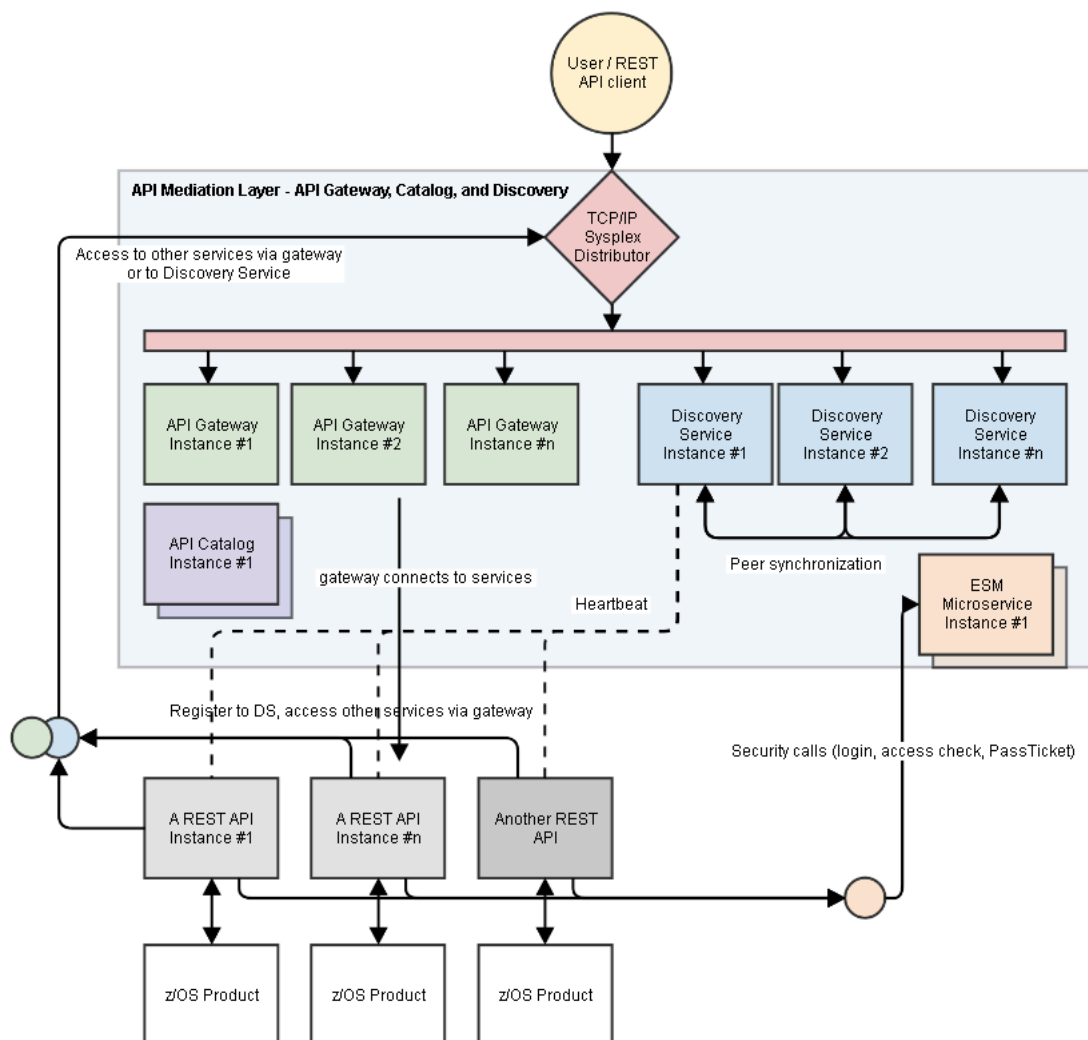 User / REST
API client
API Mediation Layer - API Gateway, Catalog, and Discovery
TCP/IP
Sysplex
Distributor
Access to other services via gateway
or to Discovery Service
API Gateway
Instance #1
API Gateway
Instance #2
API Gateway
Instance #n
Discovery
Service
Instance #1
Discovery
Service
Instance #2
Discovery
Service
Instance #n
API Catalog
Instance #1
gateway connects to services
Peer synchronization
Heartbeat
ESM
Microservice
Instance #1
Register to DS, access other services via gateway
Security calls (login, access check, PassTicket)
A REST API
Instance #1
A REST API
Instance #n
Another REST
API
z/OS Product
z/OS Product
z/OS Product